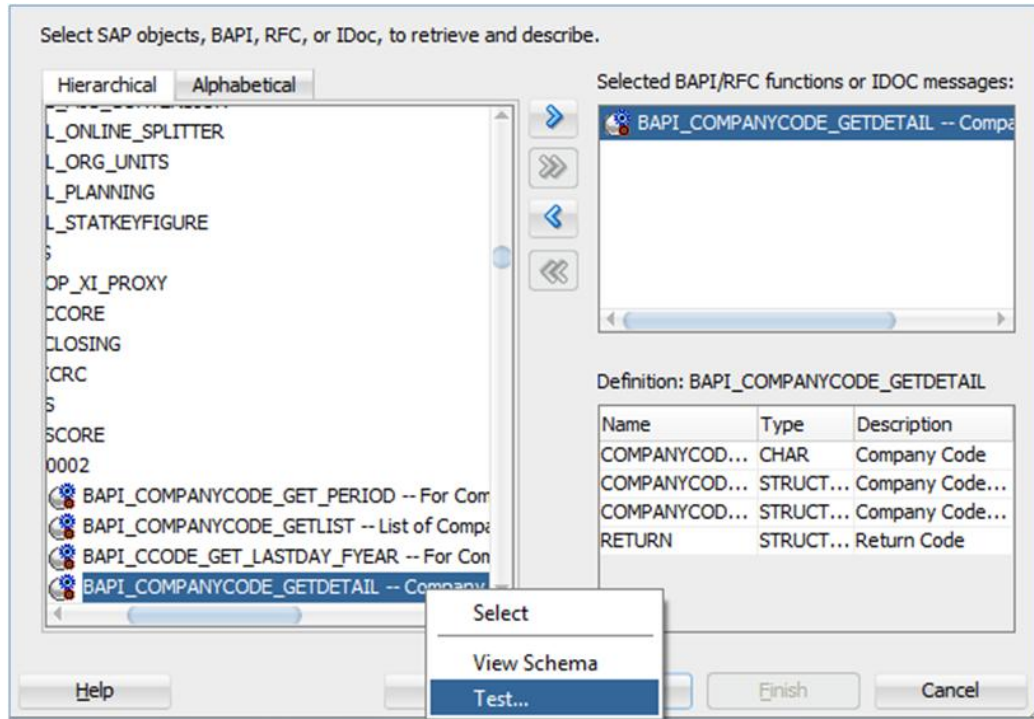 Select SAP objects, BAPI, RFC, or IDoc, to retrieve and describe.
Hierarchical Alphabetical
L_ONLINE_SPLITTER
L_ORG_UNITS
L_PLANNING
L_STATKEYFIGURE
S
OP_XI_PROXY
CCORE
CLOSING
CRC
S
SCORE
0002
BAPI_COMPANYCODE_GET_PERIOD -- For Com
BAPI_COMPANYCODE_GETLIST -- List of Compa
BAPI_CCODE_GET_LASTDAY_FYEAR -- For Con
BAPI_COMPANYCODE_GETDETAIL -- Company
Selected BAPI/RFC functions or IDOC messages:
BAPI_COMPANYCODE_GETDETAIL -- Compa
Definition: BAPI_COMPANYCODE_GETDETAIL
Name Type Description
COMPANYCOD... CHAR Company Code
COMPANYCOD... STRUCT... Company Code...
COMPANYCOD... STRUCT... Company Code...
RETURN STRUCT... Return Code
Select
View Schema
Test...
Help Finish Cancel